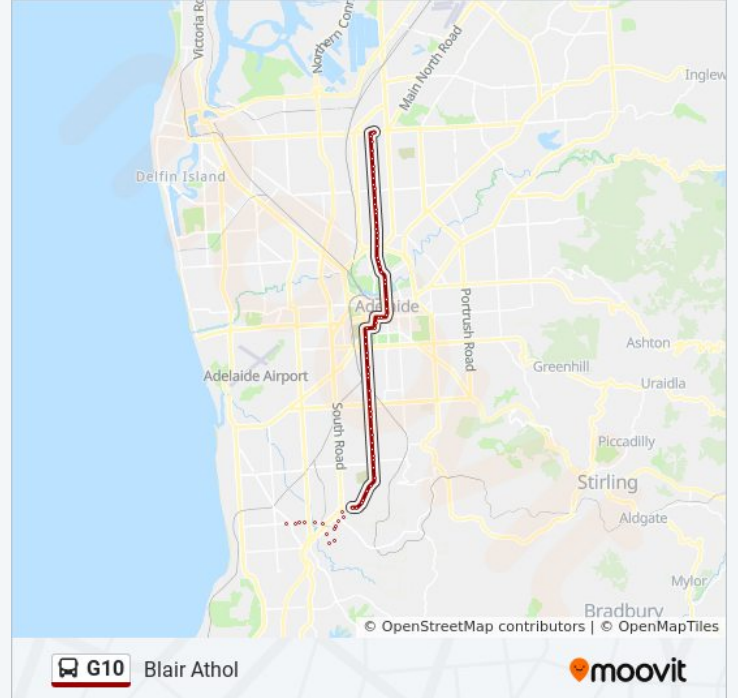 Victoria Ro
Northern Conn
Main North Road
Inglew
Delfin Island
Adelaide
Portrush Road
Ashton
Greenhill
Adelaide Airport
Uraidla
South Road
Piccadilly
Stirling
Aldgate
Mylor
Bradbury
© OpenStreetMap contributors | © OpenMapTiles
G10 Blair Athol
moovit